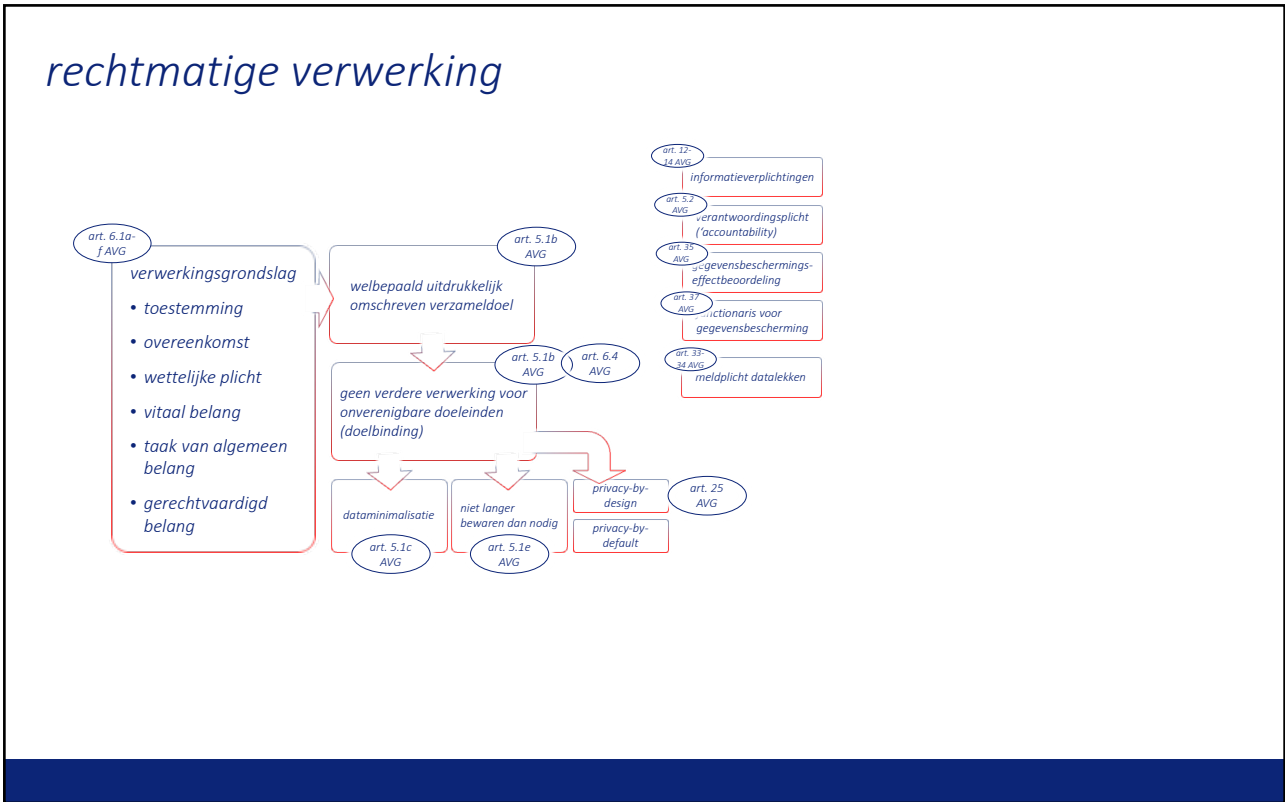 rechtmatige verwerking
art. 6.1a-
f AVG
verwerkingsgrondslag
• toestemming
• overeenkomst
• wettelijke plicht
• vitaal belang
• taak van algemeen
belang
• gerechtvaardigd
belang
art. 5.1b
AVG
welbepaald uitdrukkelijk
omschreven verzameldoel
art. 5.1b
AVG
art. 6.4
AVG
geen verdere verwerking voor
onverenigbare doeleinden
(doelbinding)
dataminimalisatie
art. 5.1c
AVG
niet langer
bewaren dan nodig
art. 5.1e
AVG
privacy-by-
design
art. 25
AVG
privacy-by-
default
art. 12-
14 AVG
informatieverplichtingen
art. 5.2
AVG
verantwoordingsplicht
(‘accountability)
art. 35
AVG
gegevensbeschermings-
effectbeoordeling
art. 37
AVG
functionaris voor
gegevensbescherming
art. 33-
34 AVG
meldplicht datalekken